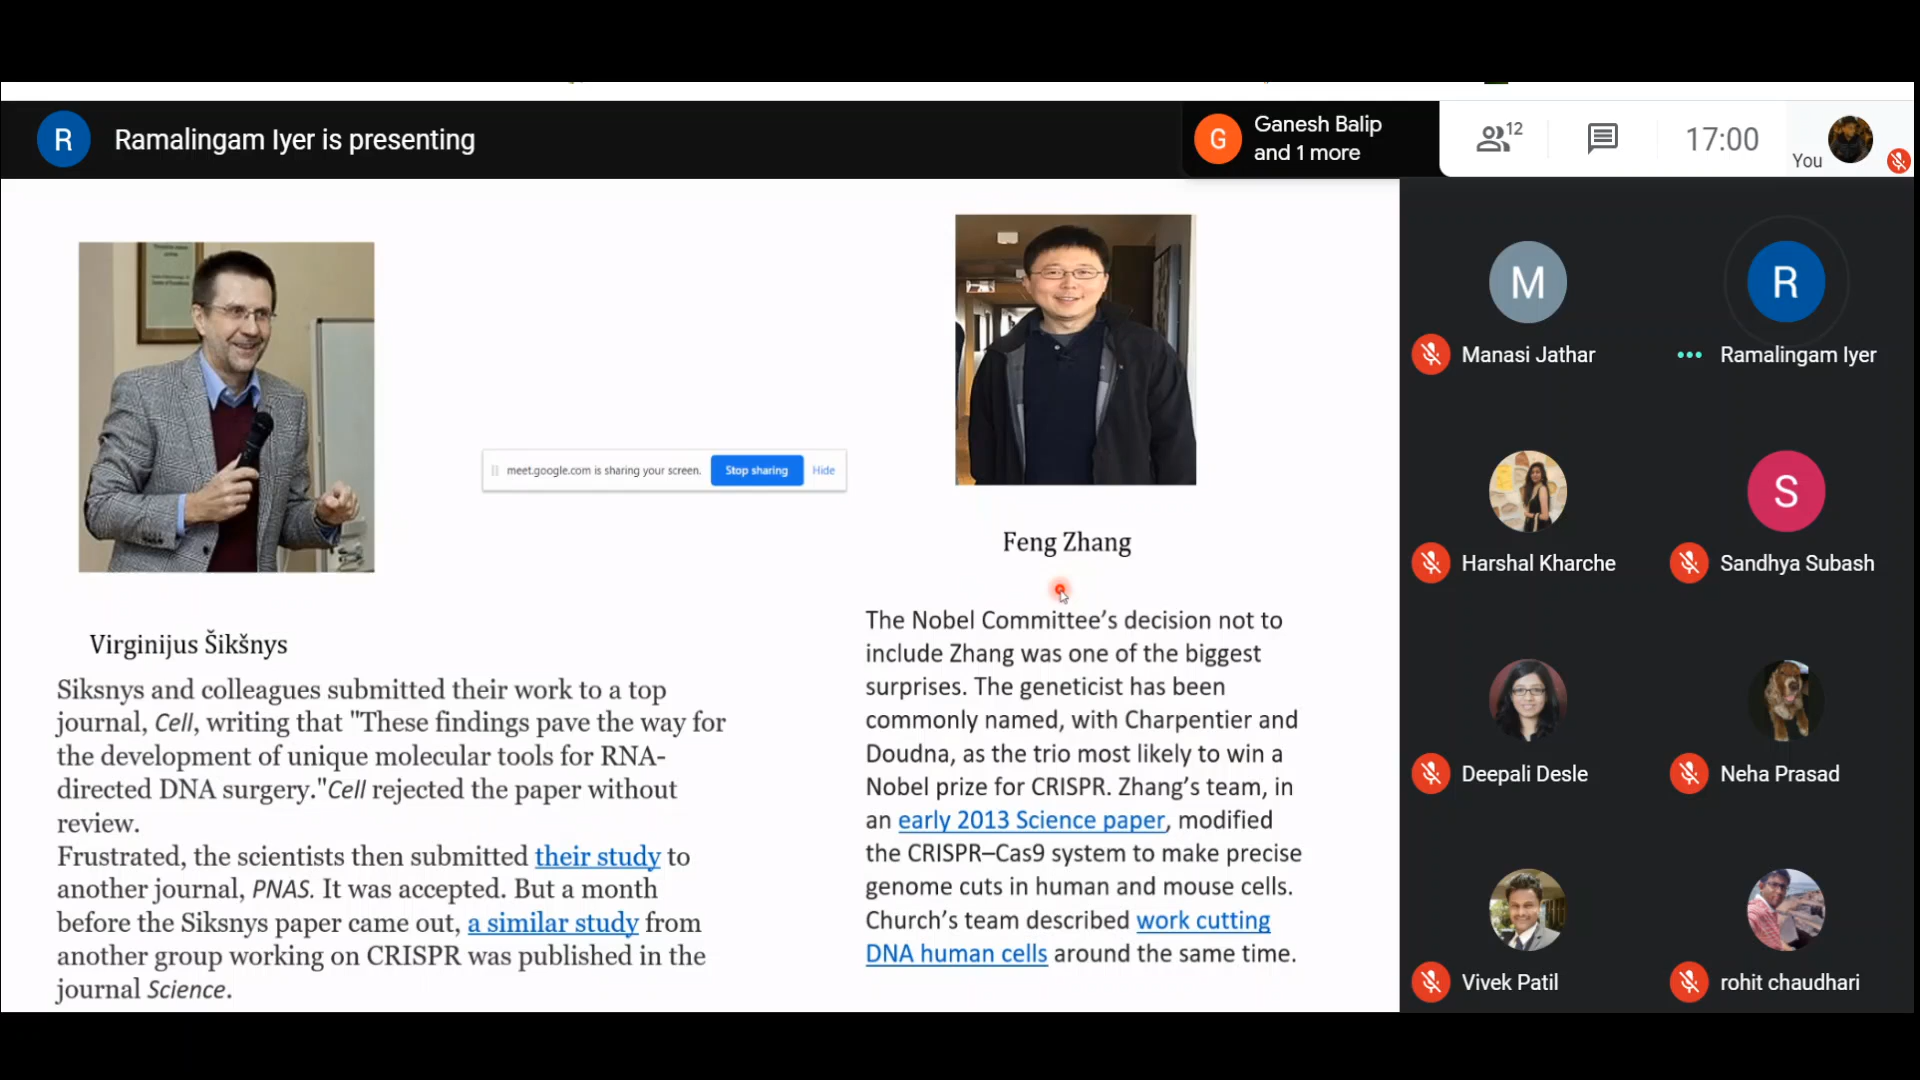 R
Ramalingam Iyer is presenting
G
Ganesh Balip
and 1 more
12
17:00
You
meet.google.com is sharing your screen.
Stop sharing
Hide
Virginijus Šikšnys
Siksnys and colleagues submitted their work to a top
journal, Cell, writing that "These findings pave the way for
the development of unique molecular tools for RNA-
directed DNA surgery."Cell rejected the paper without
review.
Frustrated, the scientists then submitted their study to
another journal, PNAS. It was accepted. But a month
before the Siksnys paper came out, a similar study from
another group working on CRISPR was published in the
journal Science.
Feng Zhang
The Nobel Committee’s decision not to
include Zhang was one of the biggest
surprises. The geneticist has been
commonly named, with Charpentier and
Doudna, as the trio most likely to win a
Nobel prize for CRISPR. Zhang’s team, in
an early 2013 Science paper, modified
the CRISPR–Cas9 system to make precise
genome cuts in human and mouse cells.
Church’s team described work cutting
DNA human cells around the same time.
M
Manasi Jathar
R
Ramalingam Iyer
Harshal Kharche
S
Sandhya Subash
Deepali Desle
Neha Prasad
Vivek Patil
rohit chaudhari